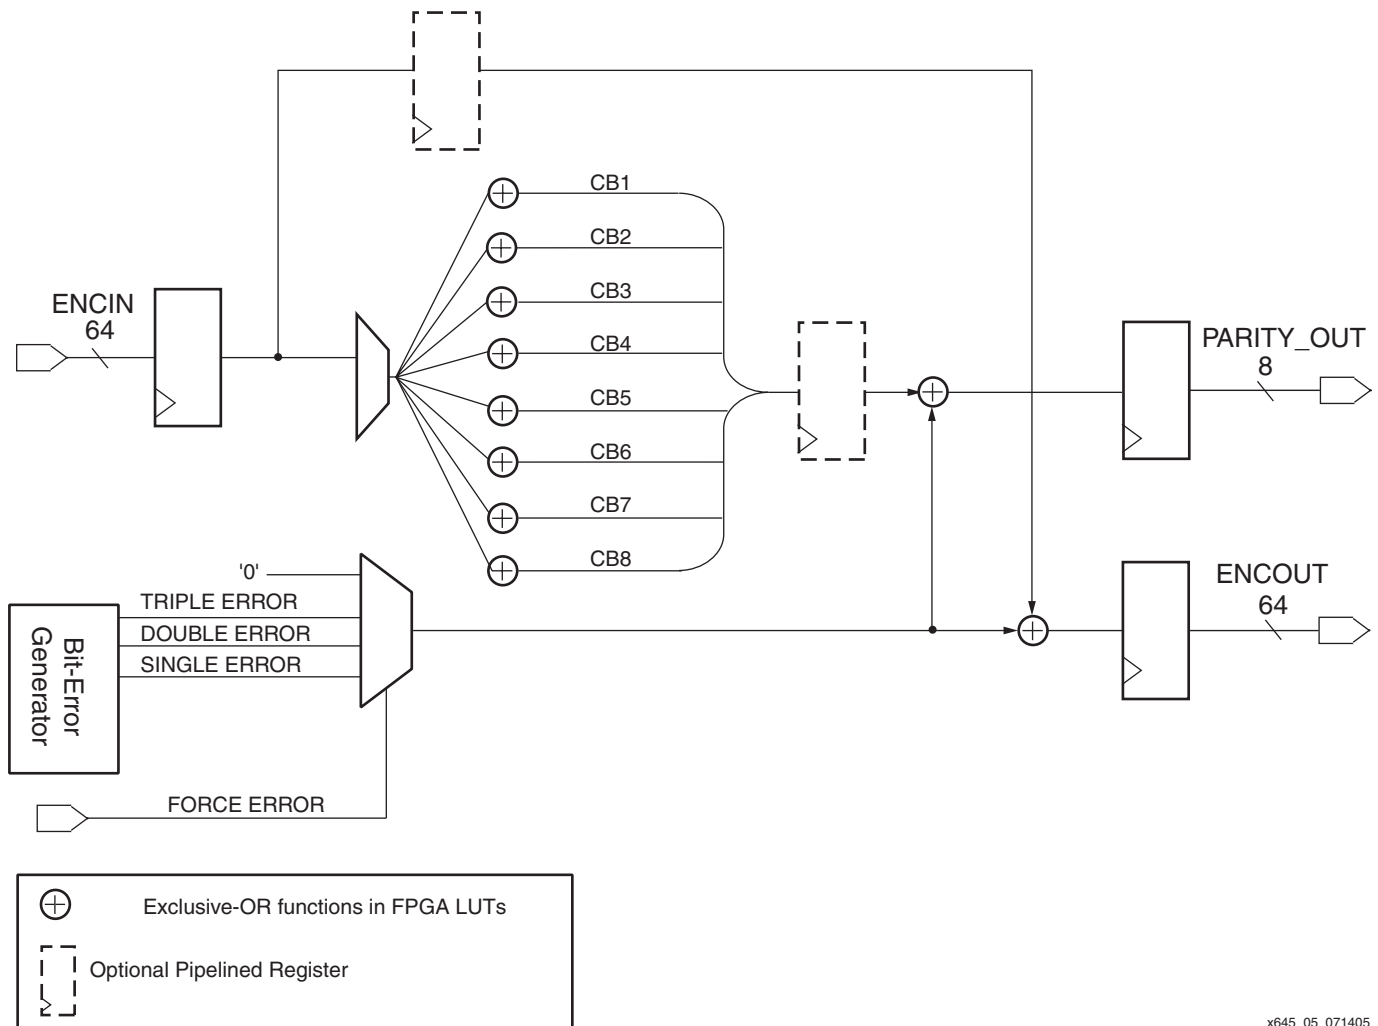 CB1
CB2
CB3
CB4
CB5
CB6
CB7
CB8
ENCIN
64
PARITY_OUT
8
'0'
TRIPLE ERROR
DOUBLE ERROR
SINGLE ERROR
Bit-Error
Generator
FORCE ERROR
ENCOUT
64
Exclusive-OR functions in FPGA LUTs
Optional Pipelined Register
x645_05_071405